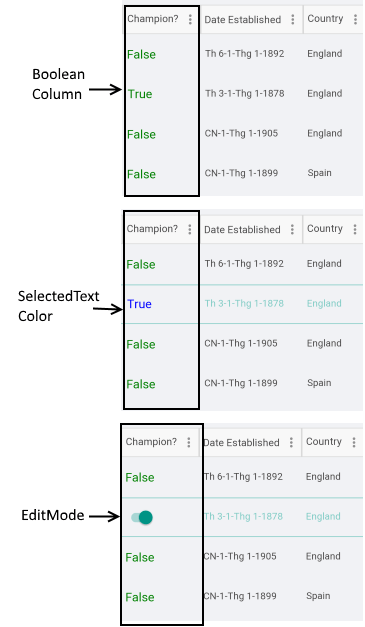 Champion? Date Established Country
False Th 6-1-Thg 1-1892 England
Boolean
Column
True Th 3-1-Thg 1-1878 England
False CN-1-Thg 1-1905 England
False CN-1-Thg 1-1899 Spain
Champion? Date Established Country
False Th 6-1-Thg 1-1892 England
SelectedText
Color
True Th 3-1-Thg 1-1878 England
False CN-1-Thg 1-1905 England
False CN-1-Thg 1-1899 Spain
Champion? Date Established Country
False Th 6-1-Thg 1-1892 England
EditMode
Th 3-1-Thg 1-1878 England
False CN-1-Thg 1-1905 England
False CN-1-Thg 1-1899 Spain